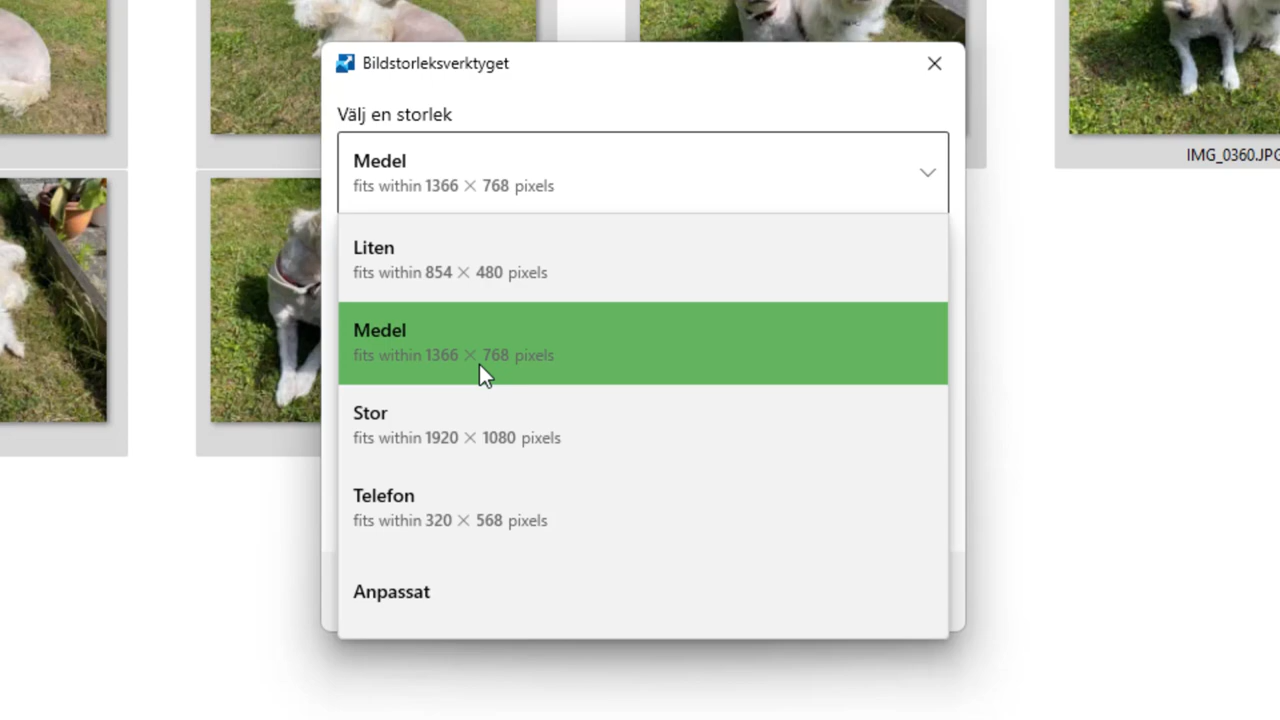 Bildstorleksverktyget
Välj en storlek
Medel
fits within 1366 × 768 pixels
Liten
fits within 854 × 480 pixels
Medel
fits within 1366 × 768 pixels
Stor
fits within 1920 × 1080 pixels
Telefon
fits within 320 × 568 pixels
Anpassat
IMG_0360.JPG